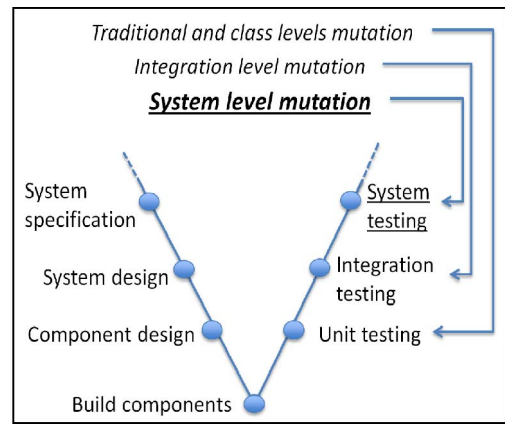 Traditional and class levels mutation
Integration level mutation
System level mutation
System
specification
System
testing
System design
Integration
testing
Component design
Unit testing
Build components